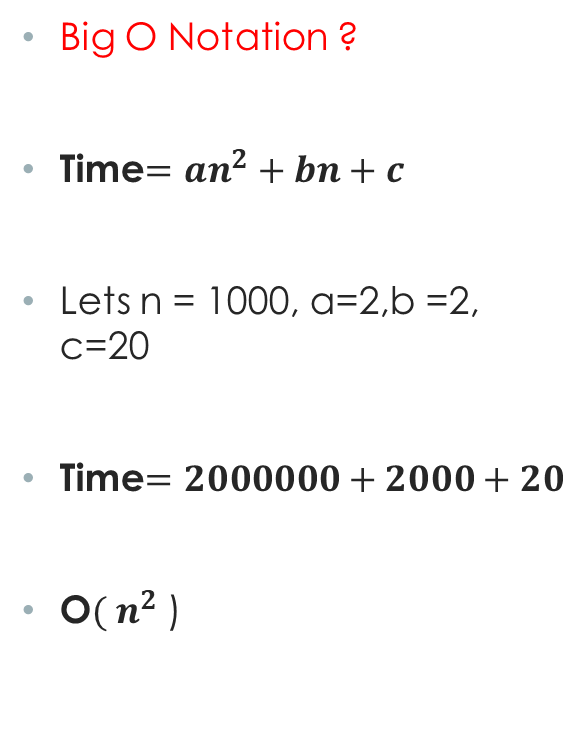 • Big O Notation ?
• Time= an² + bn + c
• Lets n = 1000, a=2,b =2,
c=20
• Time= 2000000 + 2000 + 20
• O( n² )